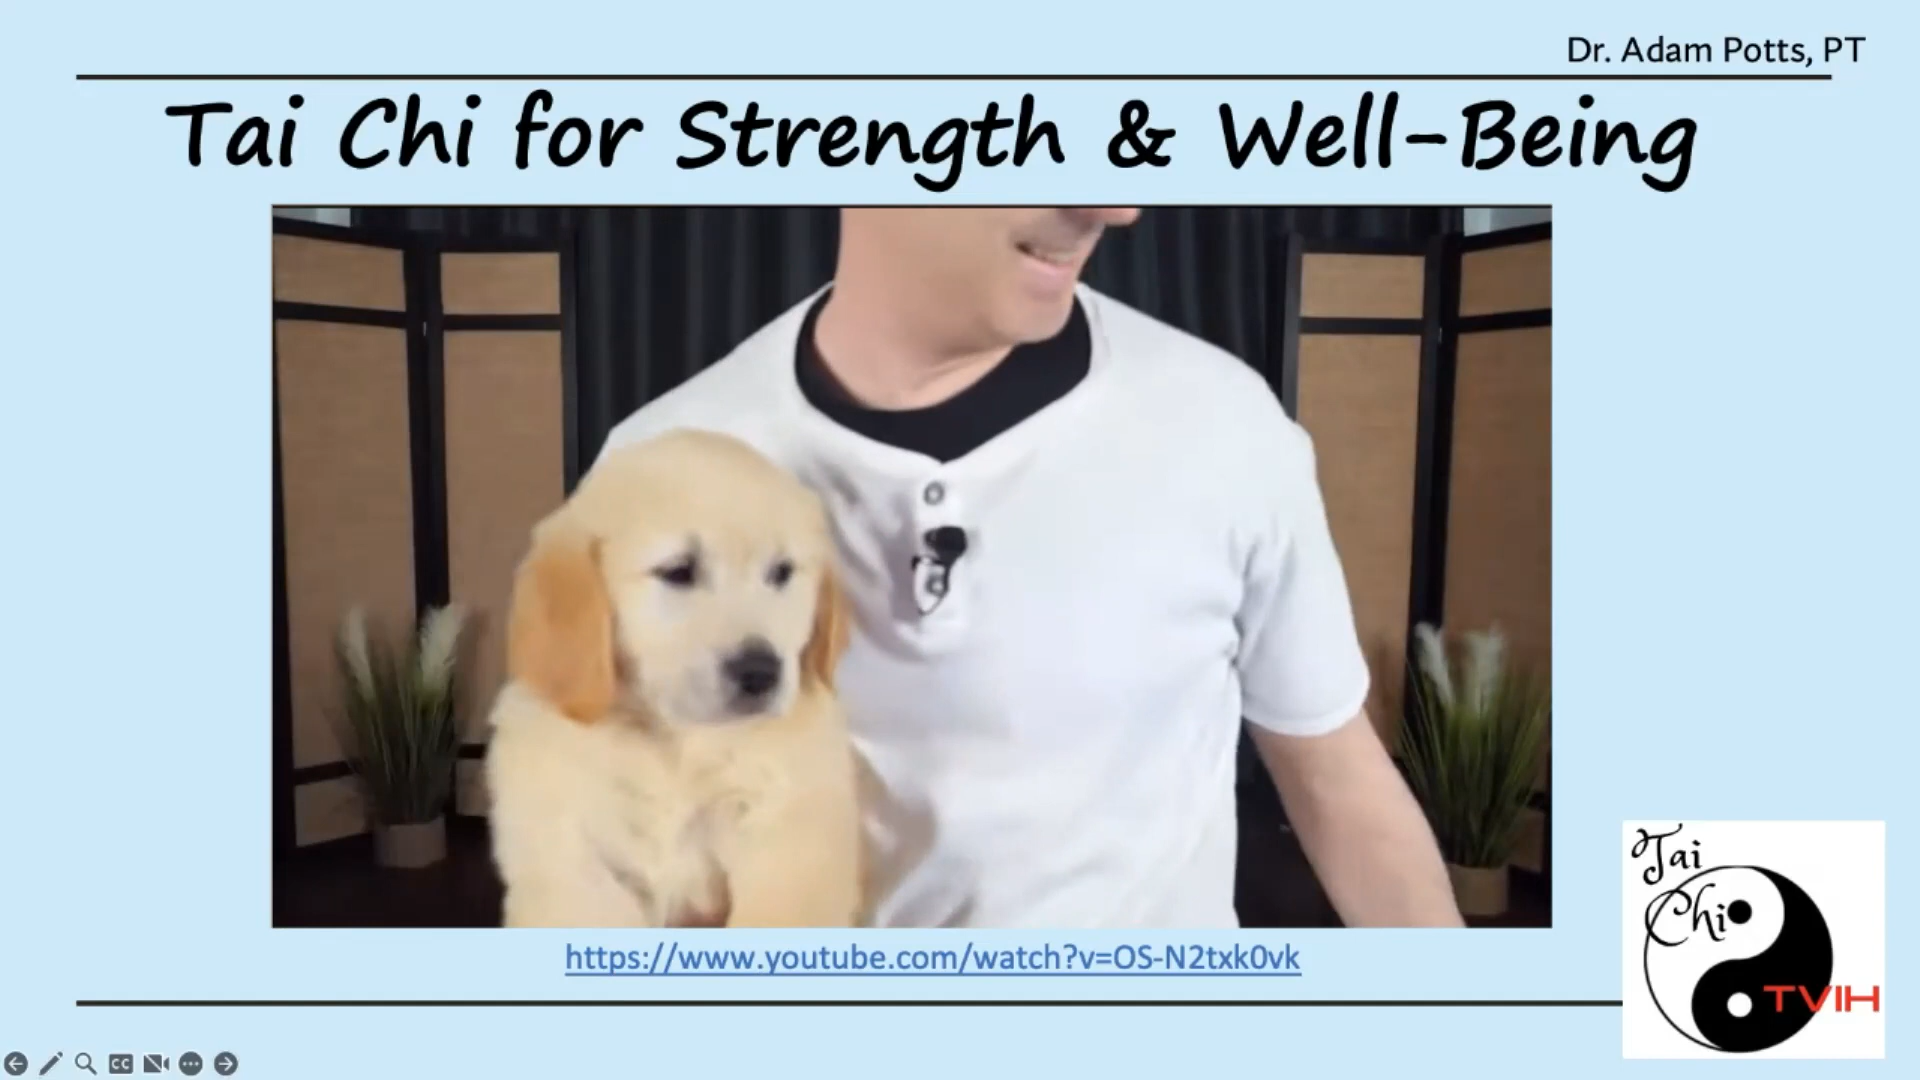 Dr. Adam Potts, PT
Tai Chi for Strength & Well-Being
https://www.youtube.com/watch?v=OS-N2txk0vk
Tai
Chi
TVIH
CC